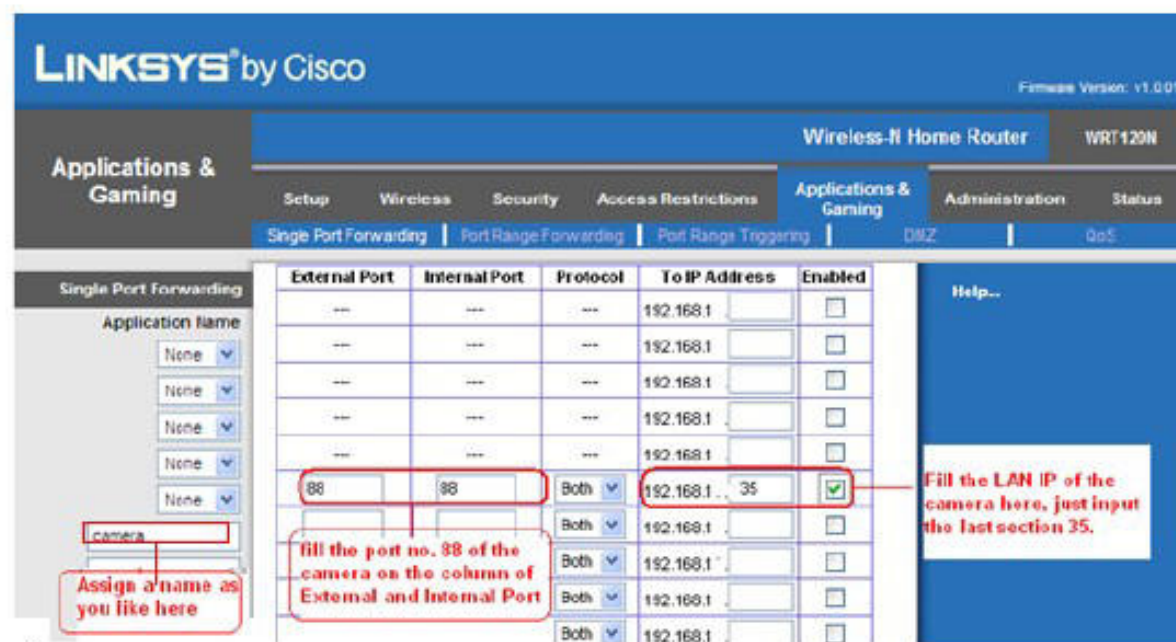 LINKSYS® by Cisco
Firmware Version: v1.0.01
Wireless-N Home Router WRT120N
Applications &
Gaming
Setup Wireless Security Access Restrictions Applications & Gaming Administration Status
Single Port Forwarding Port Range Forwarding Port Range Triggering DMZ QoS
Single Port Forwarding
External Port Internal Port Protocol To IP Address Enabled
Help...
Application Name
--- --- --- 192.168.1 .
None --- --- --- 192.168.1 .
None --- --- --- 192.168.1 .
None --- --- --- 192.168.1 .
None --- --- --- 192.168.1 .
None 88 88 Both 192.168.1 . 35
camera Both 192.168.1 .
Both 192.168.1 .
Both 192.168.1 .
Both 192.168.1 .
Assign a name as
you like here
fill the port no. 88 of the
camera on the column of
External and Internal Port
Fill the LAN IP of the
camera here, just input
the last section 35.